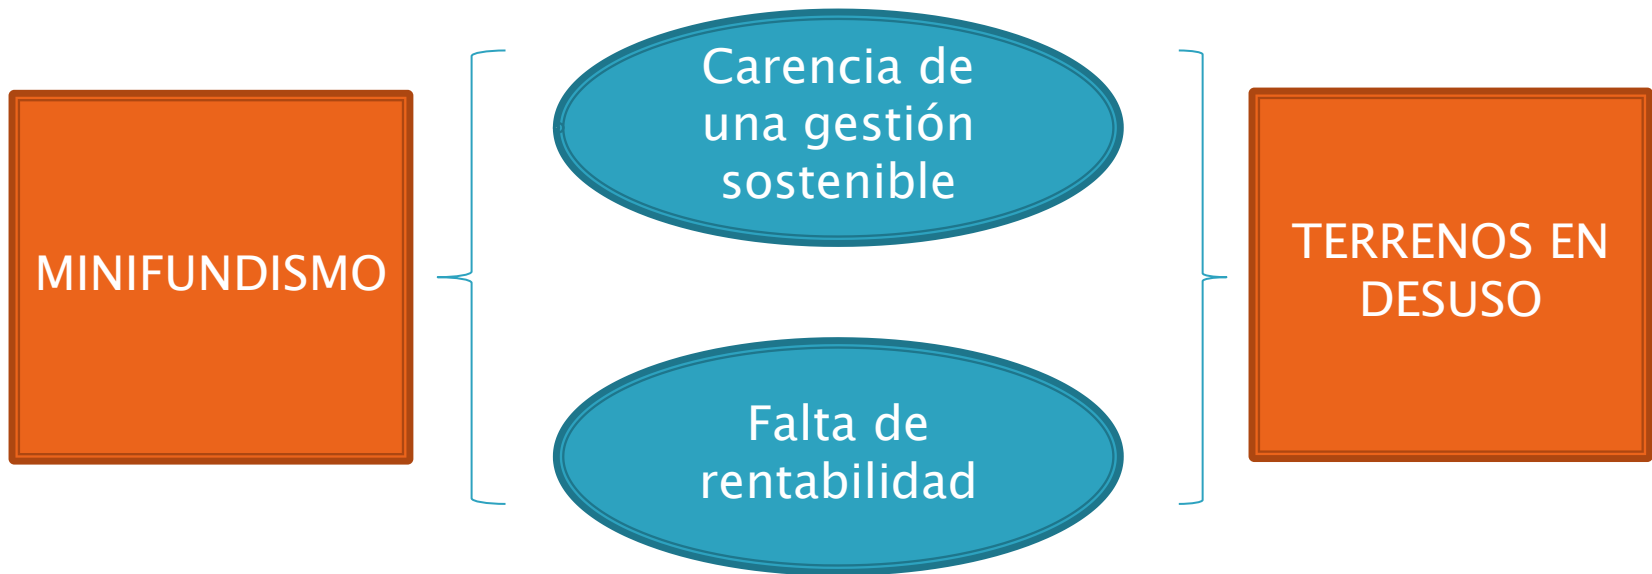 MINIFUNDISMO
Carencia de
una gestión
sostenible
Falta de
rentabilidad
TERRENOS EN
DESUSO